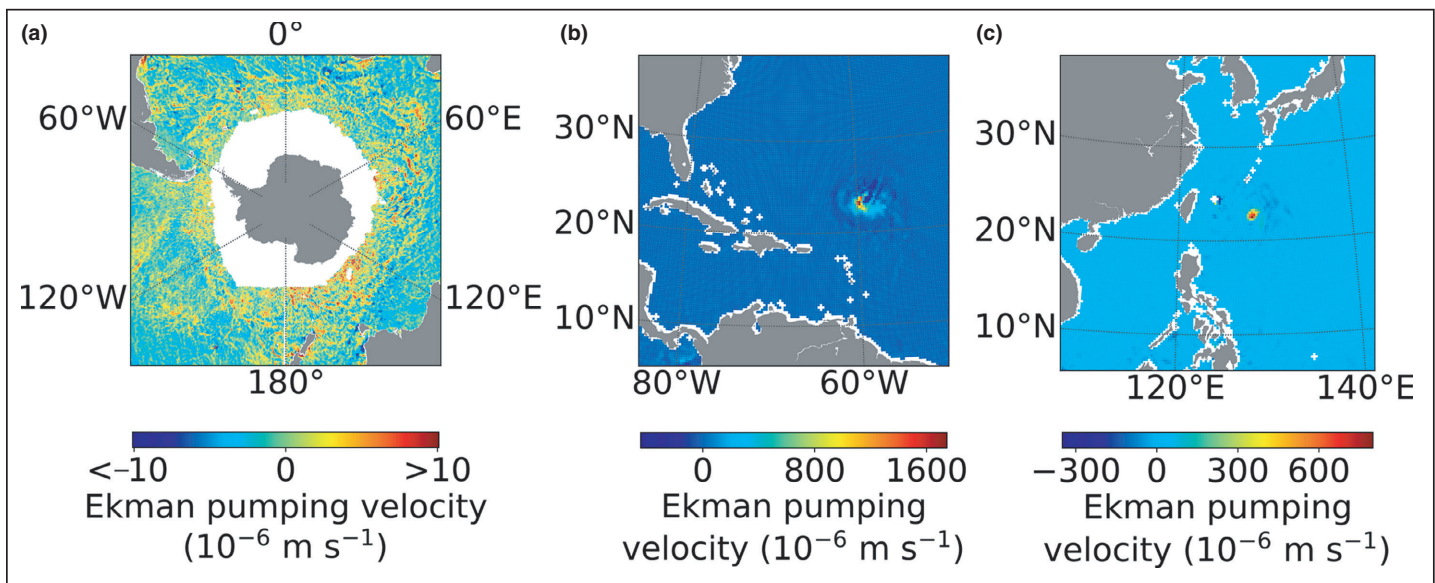 (a)
0°
60°W
60°E
120°W
120°E
180°
<–10 0 >10
Ekman pumping velocity
(10⁻⁶ m s⁻¹)
(b)
30°N
20°N
10°N
80°W 60°W
0 800 1600
Ekman pumping
velocity (10⁻⁶ m s⁻¹)
(c)
30°N
20°N
10°N
120°E 140°E
−300 0 300 600
Ekman pumping
velocity (10⁻⁶ m s⁻¹)